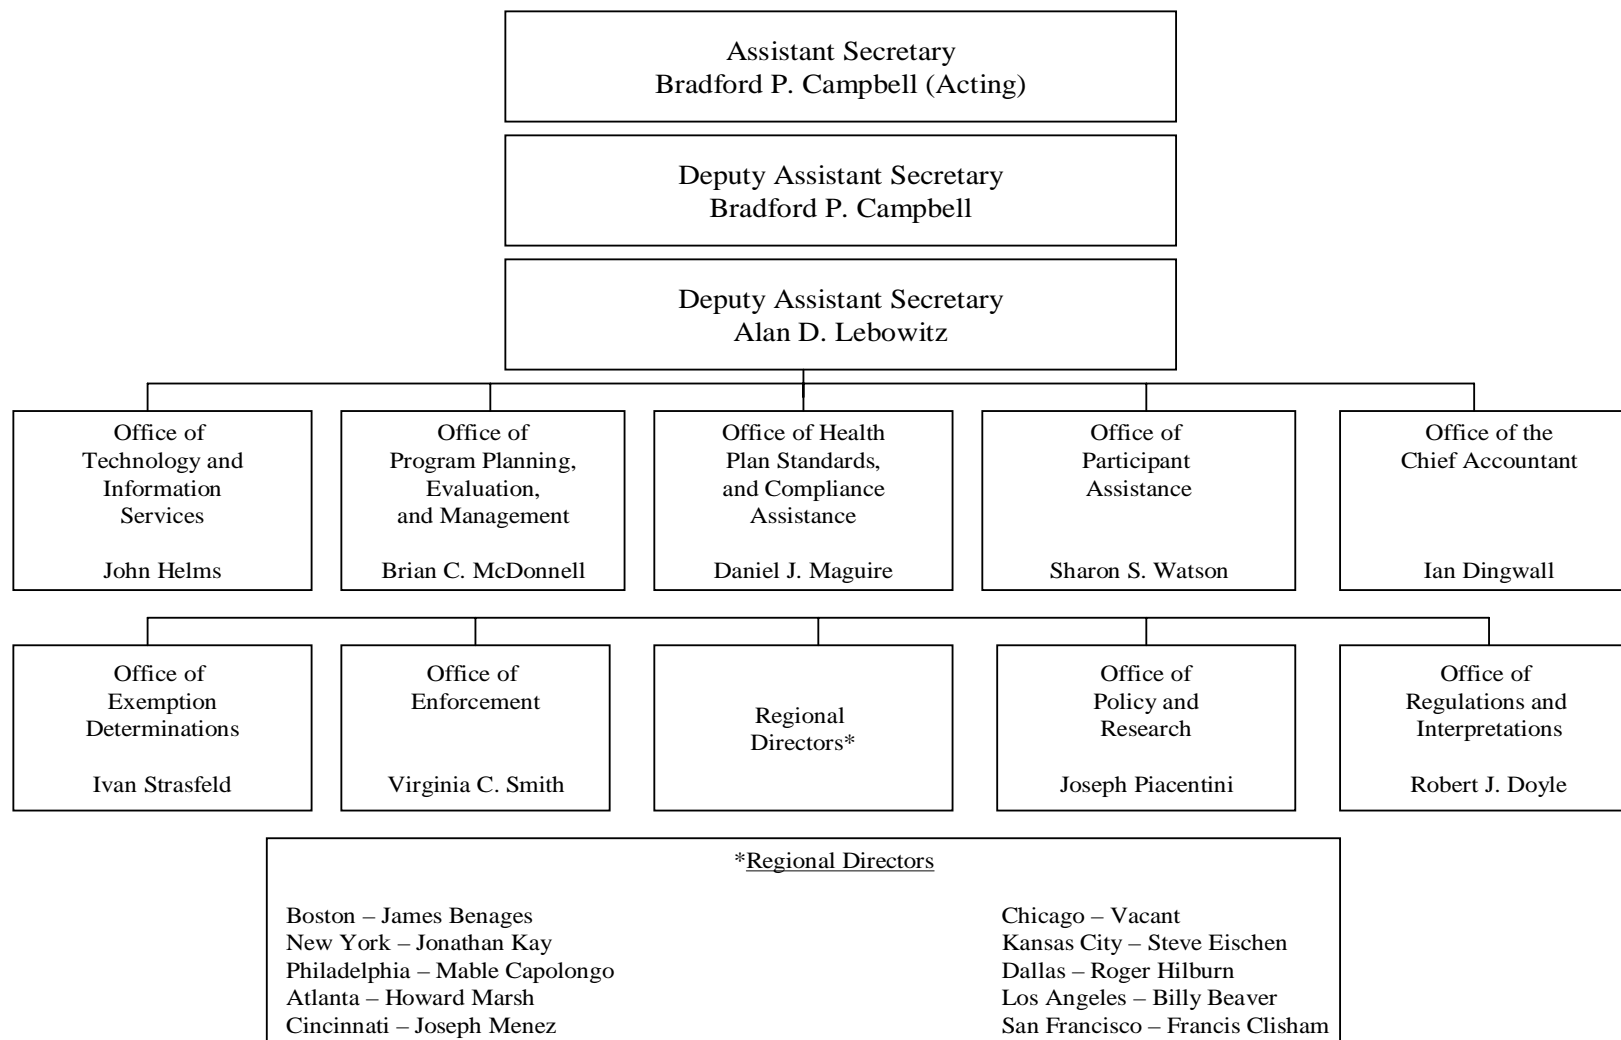 Assistant Secretary
Bradford P. Campbell (Acting)
Deputy Assistant Secretary
Bradford P. Campbell
Deputy Assistant Secretary
Alan D. Lebowitz
Office of
Technology and
Information
Services
John Helms
Office of
Program Planning,
Evaluation,
and Management
Brian C. McDonnell
Office of Health
Plan Standards,
and Compliance
Assistance
Daniel J. Maguire
Office of
Participant
Assistance
Sharon S. Watson
Office of the
Chief Accountant
Ian Dingwall
Office of
Exemption
Determinations
Ivan Strasfeld
Office of
Enforcement
Virginia C. Smith
Regional
Directors*
Office of
Policy and
Research
Joseph Piacentini
Office of
Regulations and
Interpretations
Robert J. Doyle
*Regional Directors
Boston – James Benages
New York – Jonathan Kay
Philadelphia – Mable Capolongo
Atlanta – Howard Marsh
Cincinnati – Joseph Menez
Chicago – Vacant
Kansas City – Steve Eischen
Dallas – Roger Hilburn
Los Angeles – Billy Beaver
San Francisco – Francis Clisham